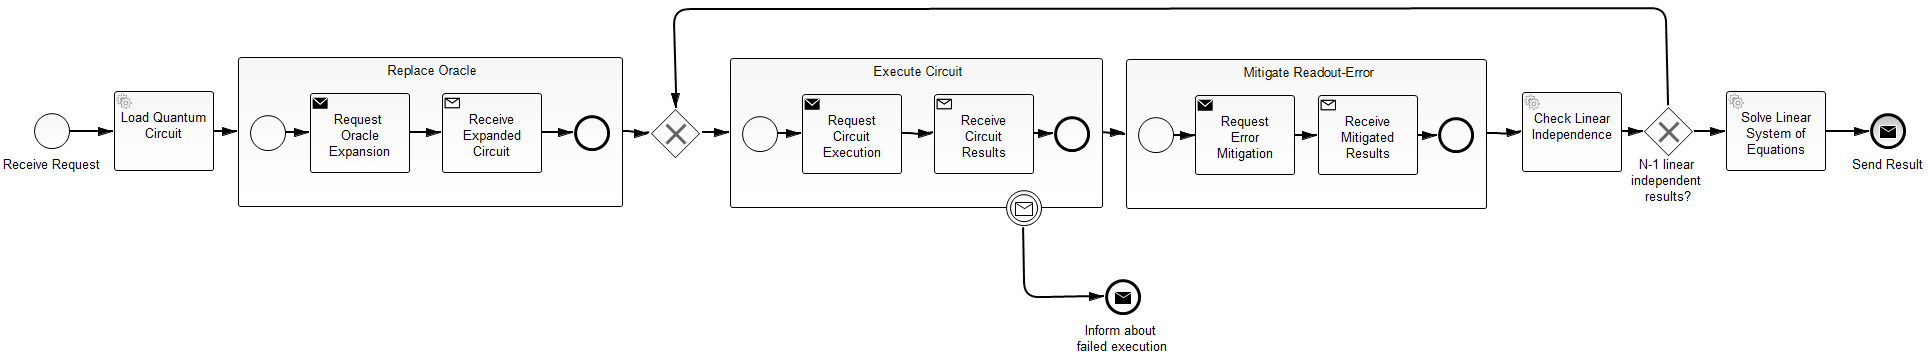 Receive Request
Load Quantum
Circuit
Replace Oracle
Request
Oracle
Expansion
Receive
Expanded
Circuit
Execute Circuit
Request
Circuit
Execution
Receive
Circuit
Results
Inform about
failed execution
Mitigate Readout-Error
Request
Error
Mitigation
Receive
Mitigated
Results
Check Linear
Independence
N-1 linear
independent
results?
Solve Linear
System of
Equations
Send Result